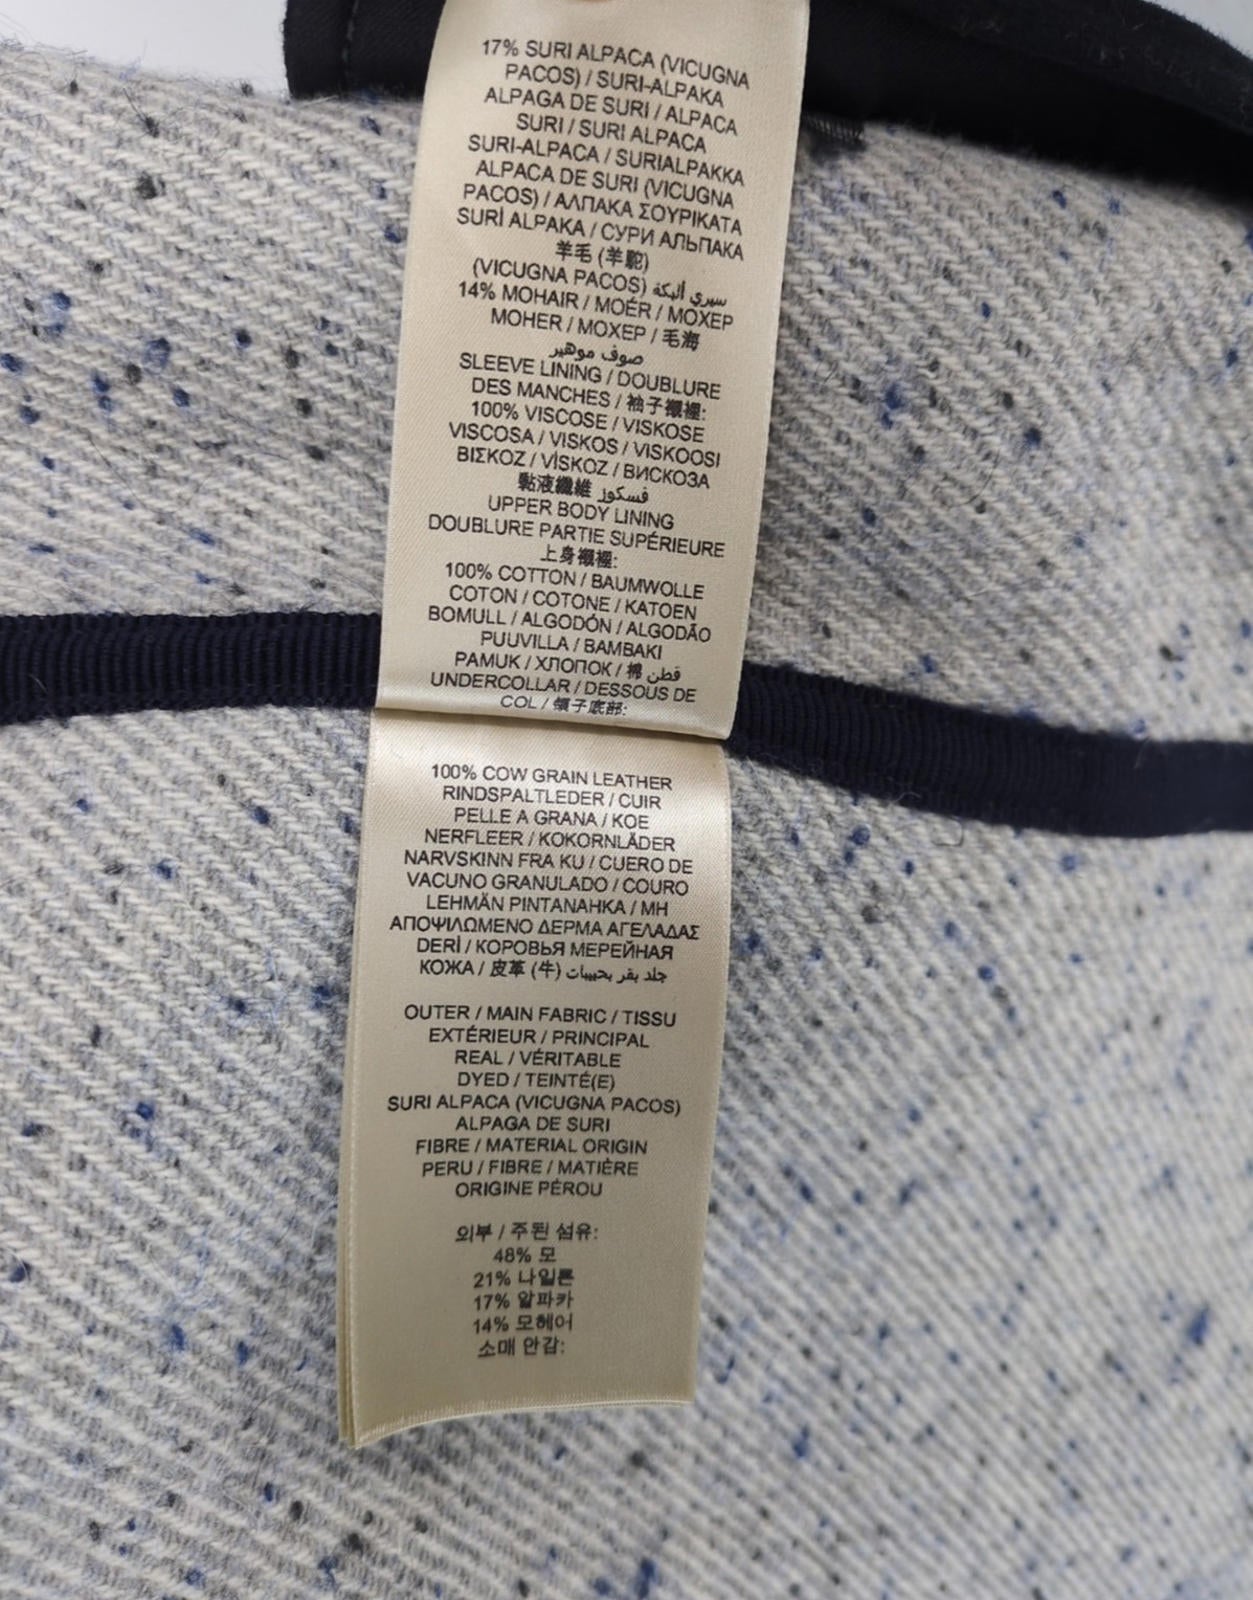 17% SURI ALPACA (VICUGNA
PACOS) / SURI-ALPAKA
ALPAGA DE SURI / ALPACA
SURI / SURI ALPACA
SURI-ALPACA / SURIALPAKKA
ALPACA DE SURI (VICUGNA
PACOS) / ΑΛΠΑΚΑ ΣΟΥΡΙΚΑΤΑ
SURİ ALPAKA / СУРИ АЛЬПАКА
羊毛 (羊駝)
(VICUGNA PACOS) سيري ألبكة
14% MOHAIR / MOÉR / MOXEP
MOHER / МОХЕР / 毛海
صوف موهير
SLEEVE LINING / DOUBLURE
DES MANCHES / 袖子襯裡:
100% VISCOSE / VISKOSE
VISCOSA / VISKOS / VISKOOSI
ΒΙΣΚΟΖ / VİSKOZ / ВИСКОЗА
黏液纖維 فسكوز
UPPER BODY LINING
DOUBLURE PARTIE SUPÉRIEURE
上身襯裡:
100% COTTON / BAUMWOLLE
COTON / COTONE / KATOEN
BOMULL / ALGODÓN / ALGODÃO
PUUVILLA / BAMBAKI
PAMUK / ХЛОПОК / 棉 قطن
UNDERCOLLAR / DESSOUS DE
COL / 領子底部:
100% COW GRAIN LEATHER
RINDSPALTLEDER / CUIR
PELLE A GRANA / KOE
NERFLEER / KOKORNLÄDER
NARVSKINN FRA KU / CUERO DE
VACUNO GRANULADO / COURO
LEHMÄN PINTANAHKA / ΜΗ
ΑΠΟΨΙΛΩΜΕΝΟ ΔΕΡΜΑ ΑΓΕΛΑΔΑΣ
DERİ / КОРОВЬЯ МЕРЕЙНАЯ
КОЖА / 皮革 (牛) جلد بقر بحبيبات
OUTER / MAIN FABRIC / TISSU
EXTÉRIEUR / PRINCIPAL
REAL / VÉRITABLE
DYED / TEINTÉ(E)
SURI ALPACA (VICUGNA PACOS)
ALPAGA DE SURI
FIBRE / MATERIAL ORIGIN
PERU / FIBRE / MATIÈRE
ORIGINE PÉROU
외부 / 주된 섬유:
48% 모
21% 나일론
17% 알파카
14% 모헤어
소매 안감: